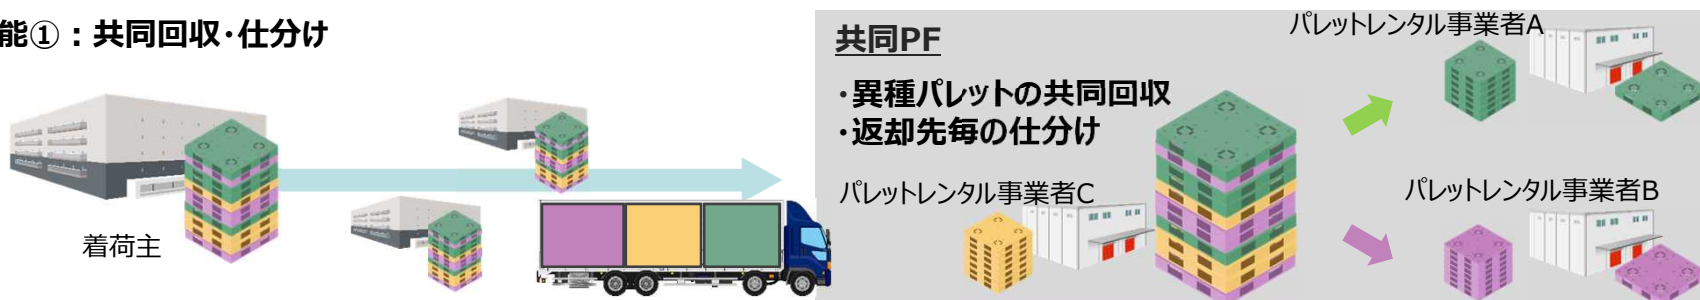 能①：共同回収・仕分け
着荷主
共同PF
・異種パレットの共同回収
・返却先毎の仕分け
パレットレンタル事業者A
パレットレンタル事業者C
パレットレンタル事業者B